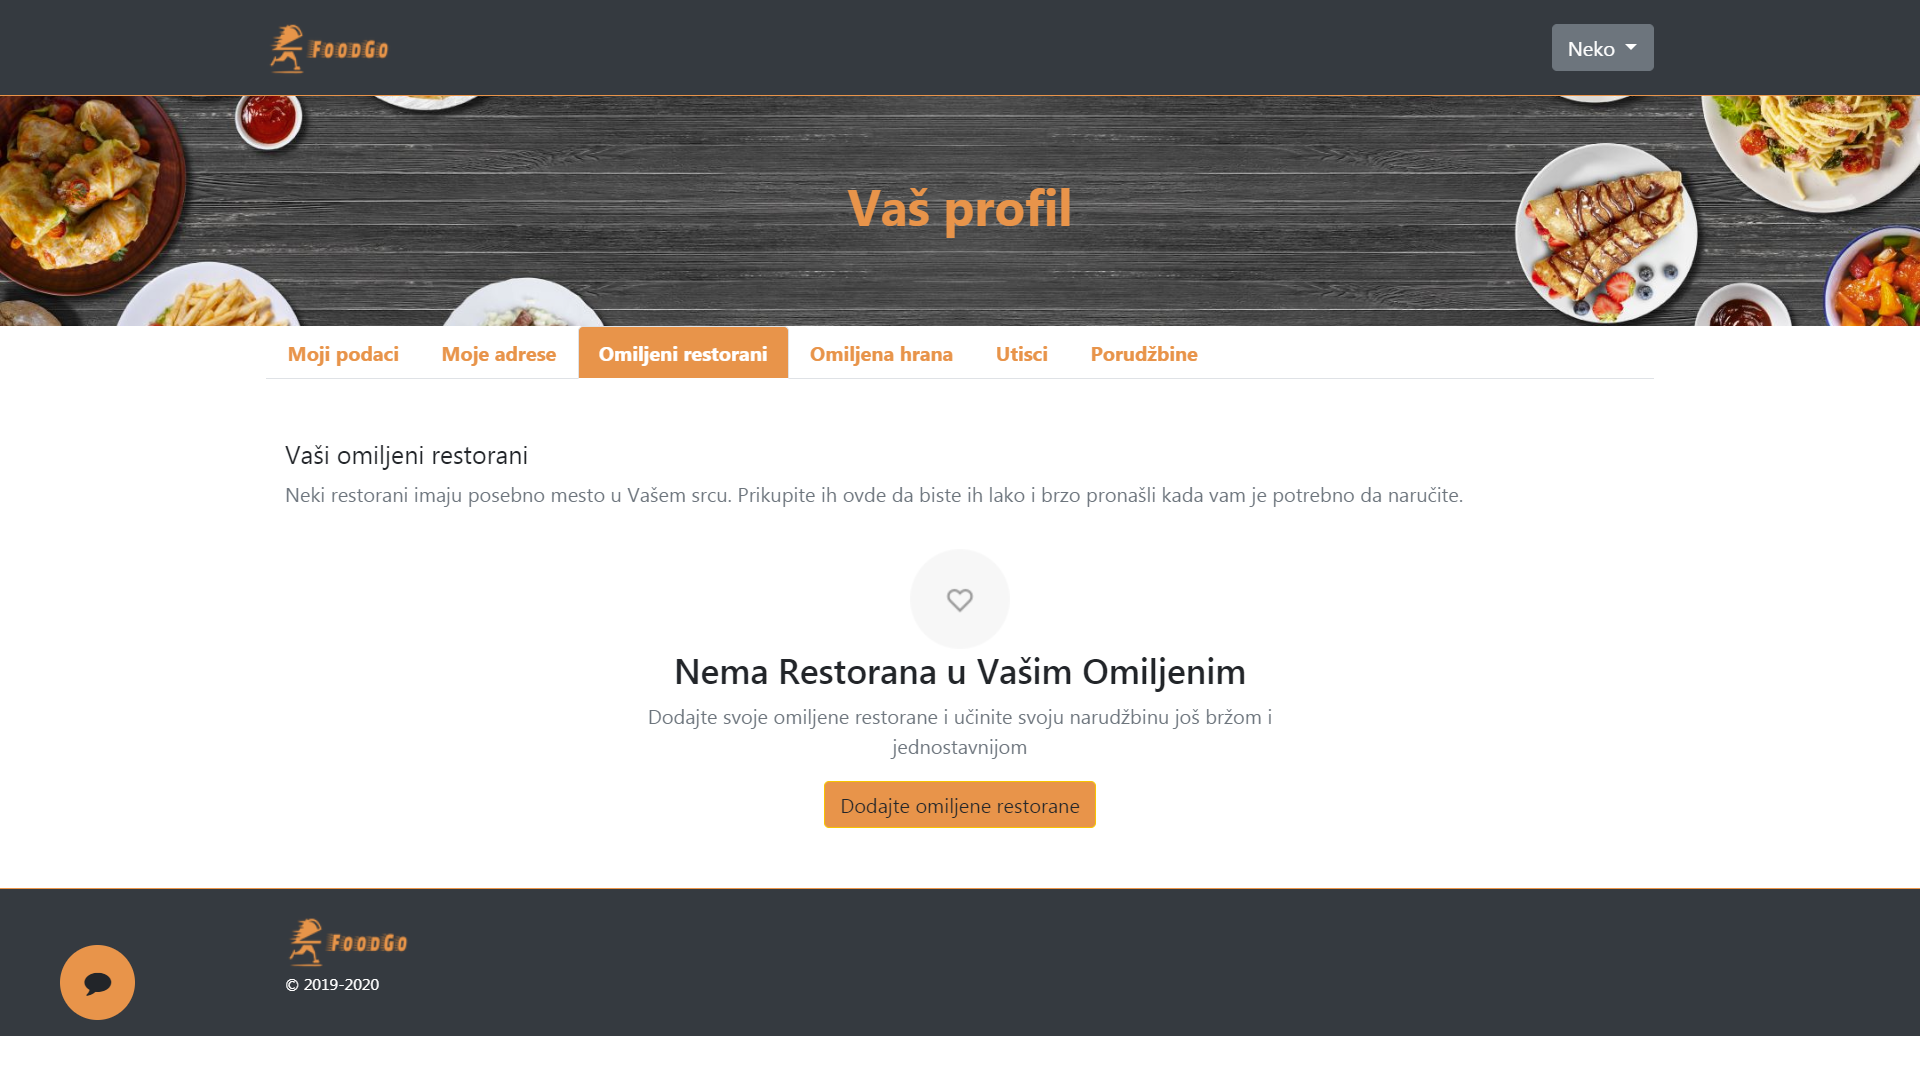 FoodGo
Neko
Vaš profil
Moji podaci
Moje adrese
Omiljeni restorani
Omiljena hrana
Utisci
Porudžbine
Vaši omiljeni restorani
Neki restorani imaju posebno mesto u Vašem srcu. Prikupite ih ovde da biste ih lako i brzo pronašli kada vam je potrebno da naručite.
Nema Restorana u Vašim Omiljenim
Dodajte svoje omiljene restorane i učinite svoju narudžbinu još bržom i
jednostavnijom
Dodajte omiljene restorane
FoodGo
© 2019-2020